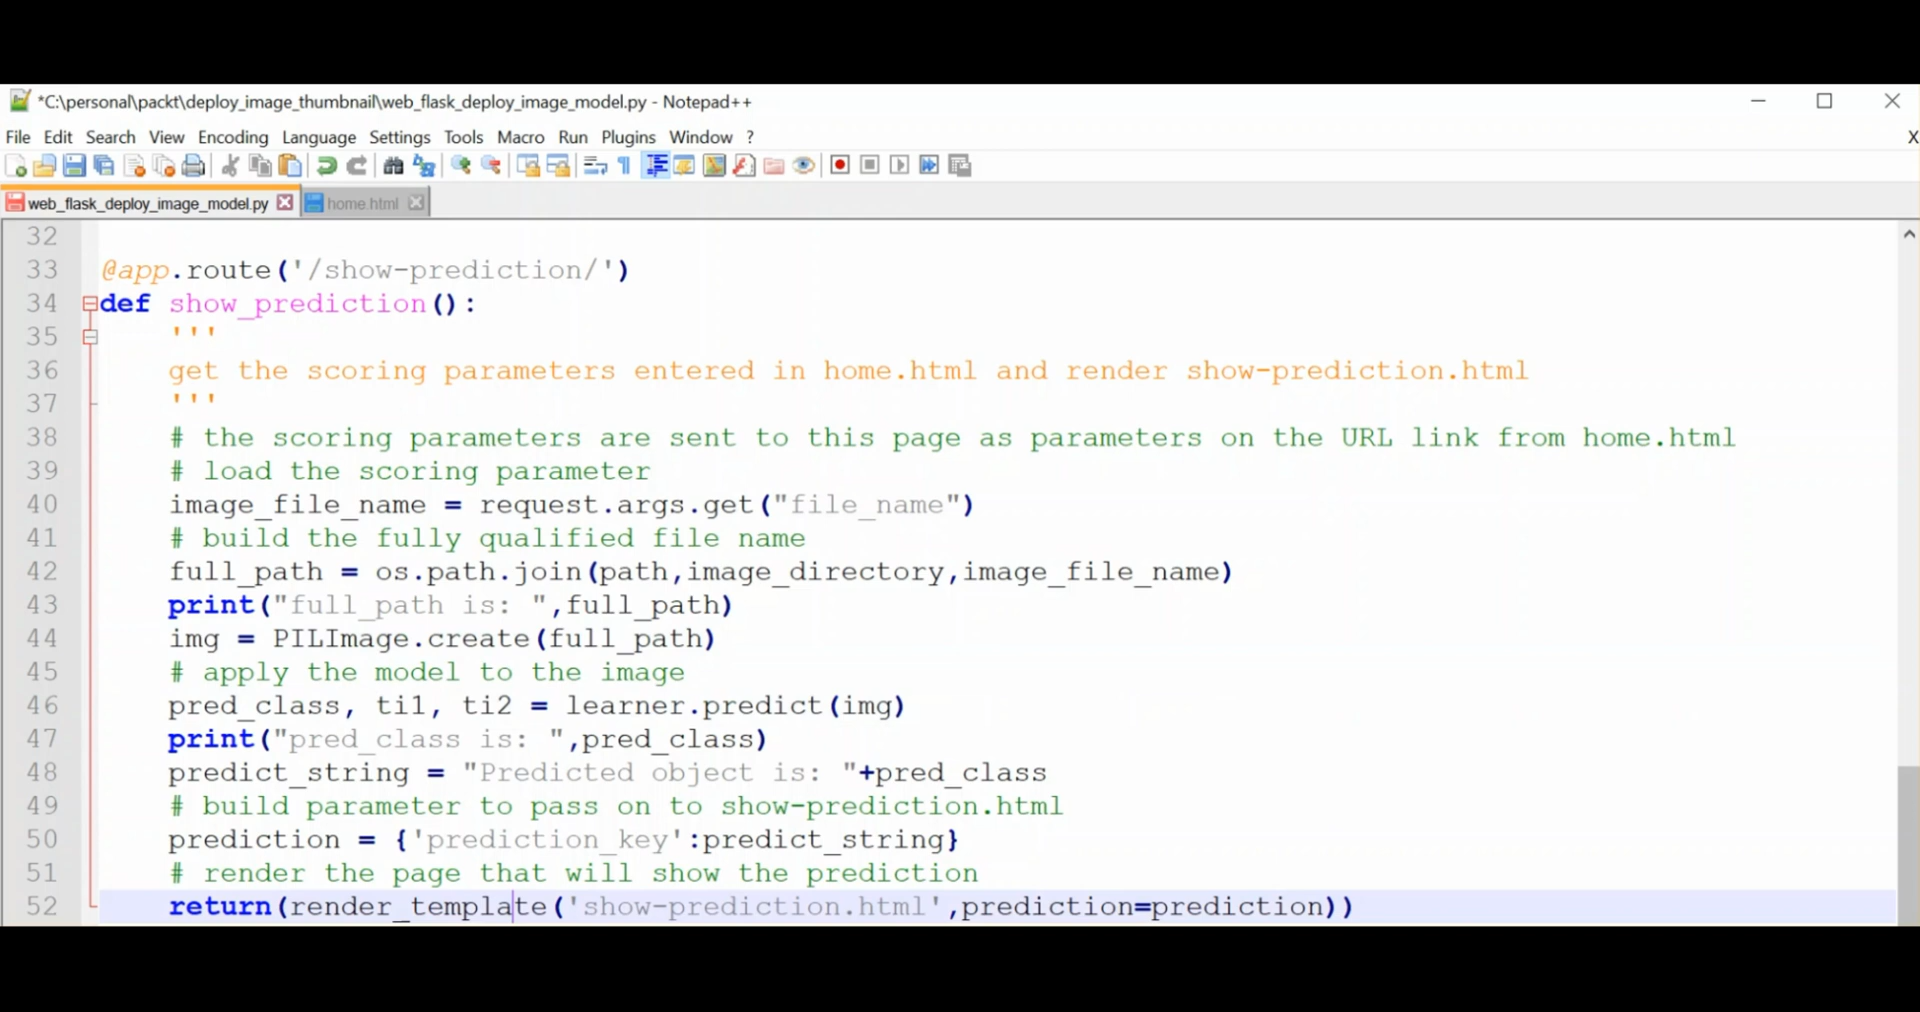 *C:\personal\packt\deploy_image_thumbnail\web_flask_deploy_image_model.py - Notepad++
File Edit Search View Encoding Language Settings Tools Macro Run Plugins Window ? X
web_flask_deploy_image_model.py home.html
32
33 @app.route('/show-prediction/')
34 def show_prediction():
35     '''
36     get the scoring parameters entered in home.html and render show-prediction.html
37     '''
38     # the scoring parameters are sent to this page as parameters on the URL link from home.html
39     # load the scoring parameter
40     image_file_name = request.args.get("file_name")
41     # build the fully qualified file name
42     full_path = os.path.join(path,image_directory,image_file_name)
43     print("full_path is: ",full_path)
44     img = PILImage.create(full_path)
45     # apply the model to the image
46     pred_class, ti1, ti2 = learner.predict(img)
47     print("pred_class is: ",pred_class)
48     predict_string = "Predicted object is: "+pred_class
49     # build parameter to pass on to show-prediction.html
50     prediction = {'prediction_key':predict_string}
51     # render the page that will show the prediction
52     return(render_template('show-prediction.html',prediction=prediction))